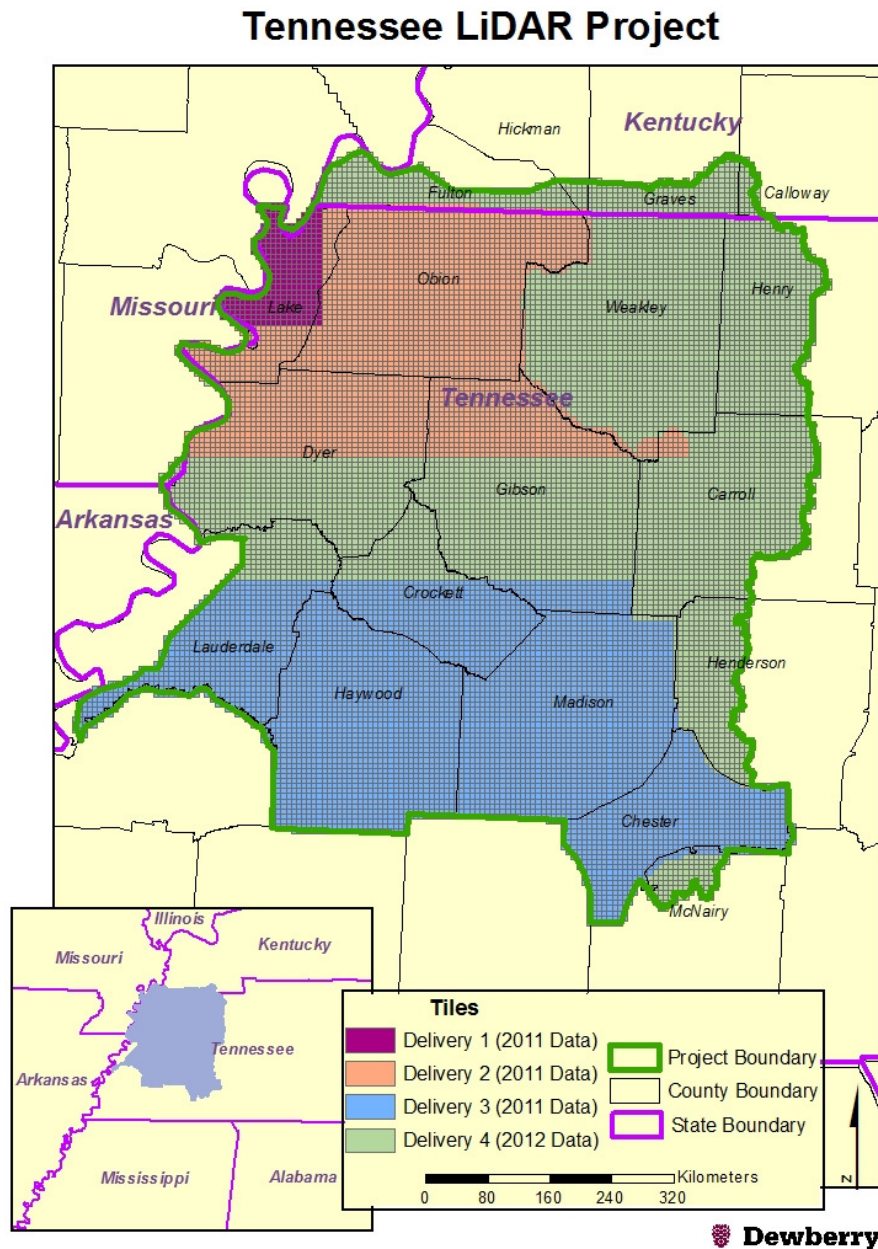 Tennessee LiDAR Project
Hickman
Kentucky
Fulton
Graves
Calloway
Missouri
Lake
Obion
Weakley
Henry
Tennessee
Dyer
Gibson
Carroll
Arkansas
Crockett
Lauderdale
Haywood
Madison
Henderson
Chester
McNairy
Illinois
Missouri
Kentucky
Tennessee
Arkansas
Mississippi
Alabama
Tiles
Delivery 1 (2011 Data)
Delivery 2 (2011 Data)
Delivery 3 (2011 Data)
Delivery 4 (2012 Data)
Project Boundary
County Boundary
State Boundary
Kilometers
0 80 160 240 320
N
Dewberry